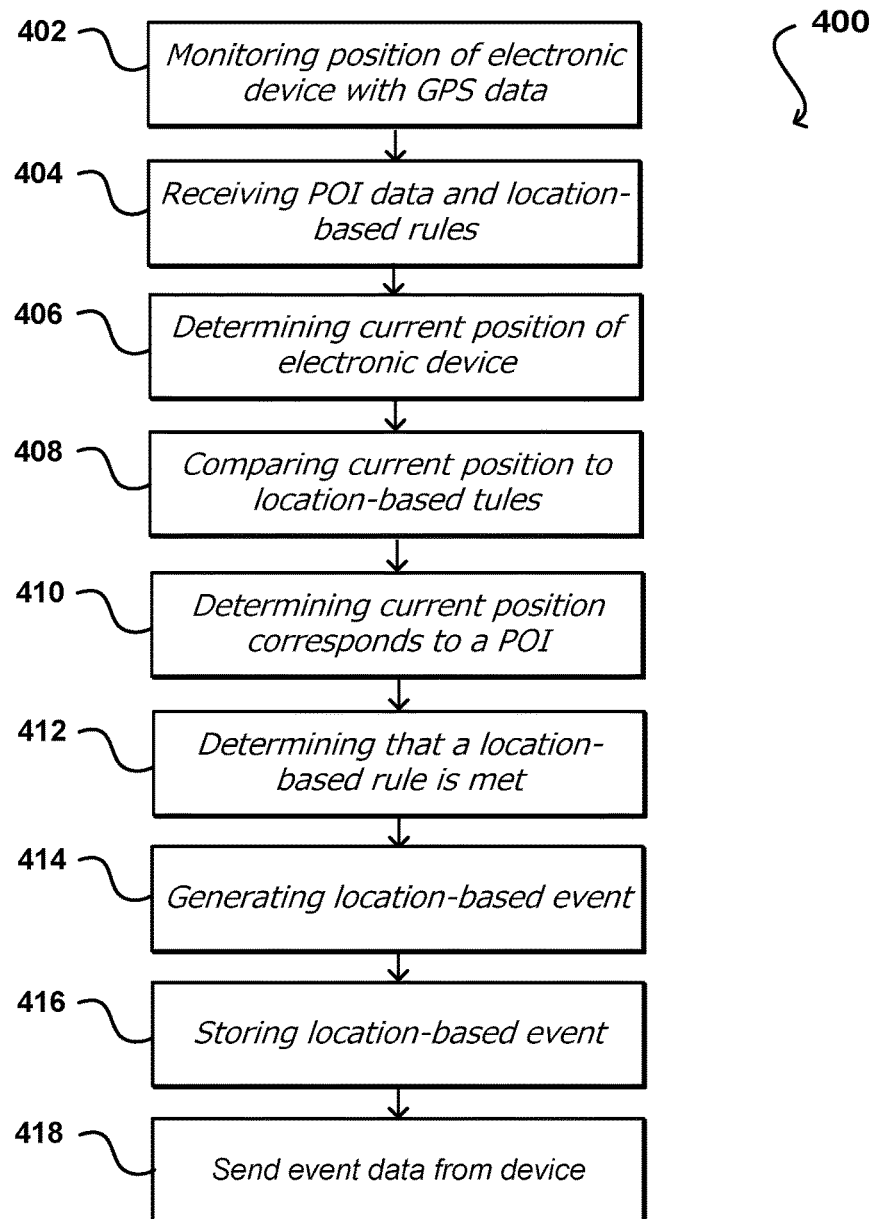 400
402
Monitoring position of electronic
device with GPS data
404
Receiving POI data and location-
based rules
406
Determining current position of
electronic device
408
Comparing current position to
location-based tules
410
Determining current position
corresponds to a POI
412
Determining that a location-
based rule is met
414
Generating location-based event
416
Storing location-based event
418
Send event data from device